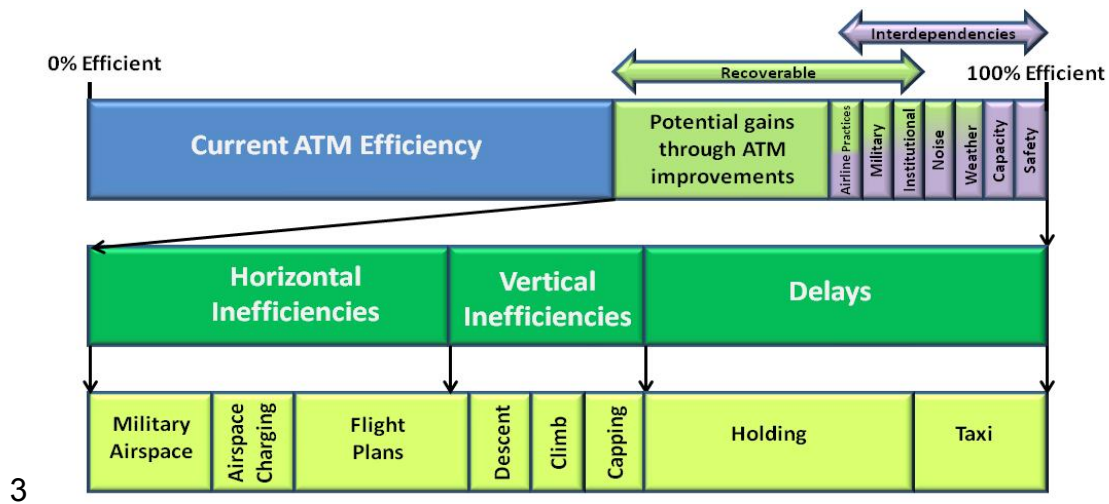 Interdependencies
0% Efficient
Recoverable
100% Efficient
Current ATM Efficiency
Potential gains
through ATM
improvements
Airline Practices
Military
Institutional
Noise
Weather
Capacity
Safety
Horizontal
Inefficiencies
Vertical
Inefficiencies
Delays
Military
Airspace
Airspace
Charging
Flight
Plans
Descent
Climb
Capping
Holding
Taxi
3